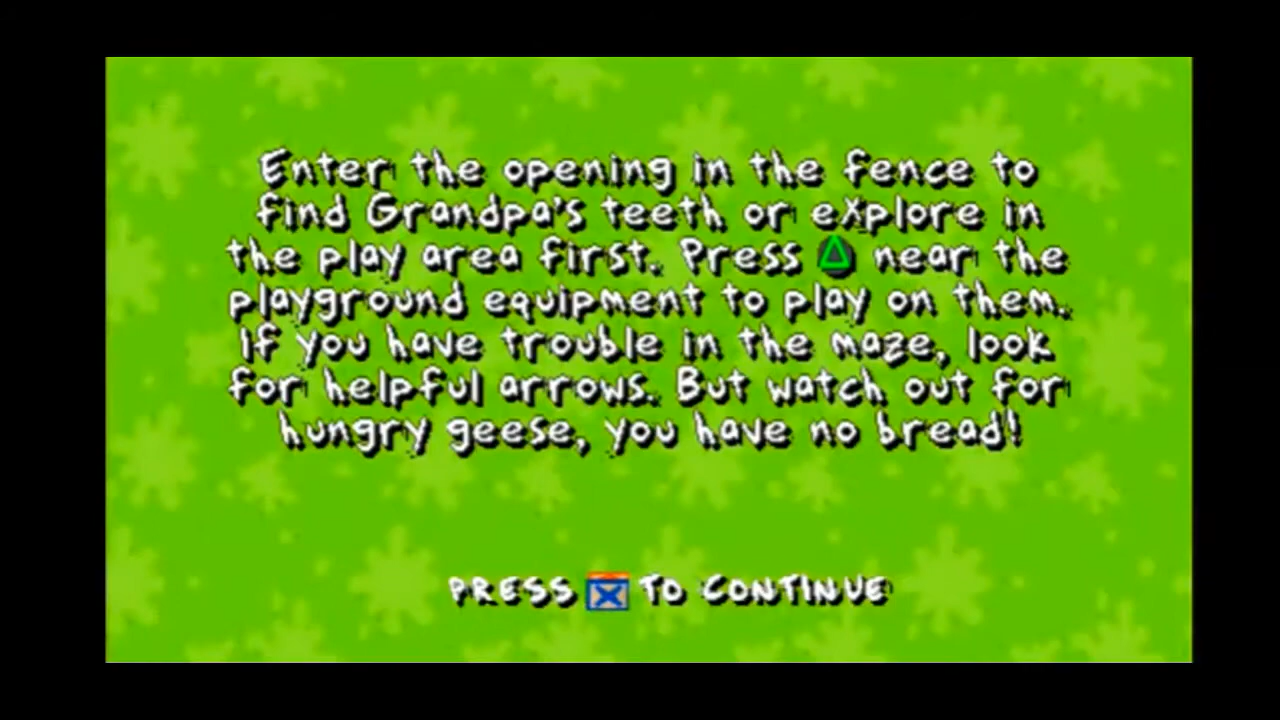 Enter the opening in the fence to
find Grandpa's teeth or explore in
the play area first. Press △ near the
playground equipment to play on them.
If you have trouble in the maze, look
for helpful arrows. But watch out for
hungry geese, you have no bread!
PRESS X TO CONTINUE